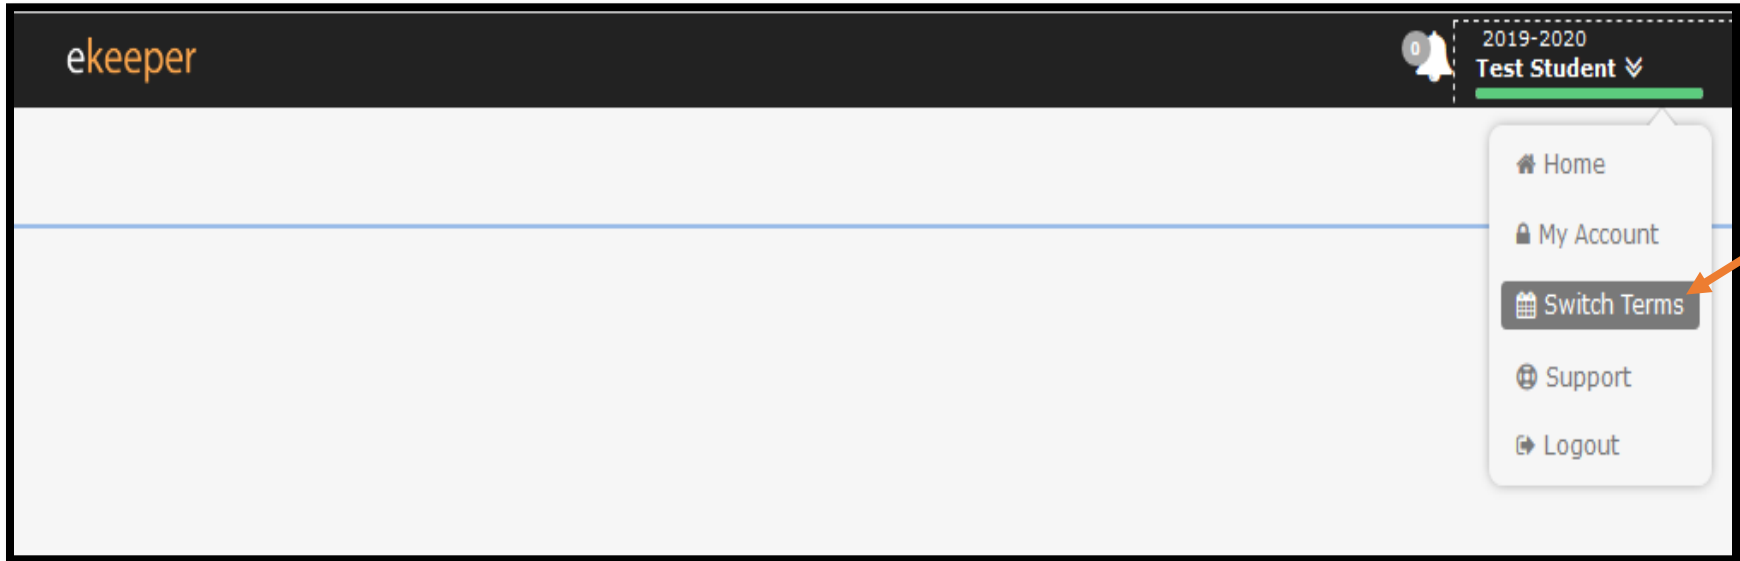 ekeeper
0
2019-2020
Test Student
Home
My Account
Switch Terms
Support
Logout